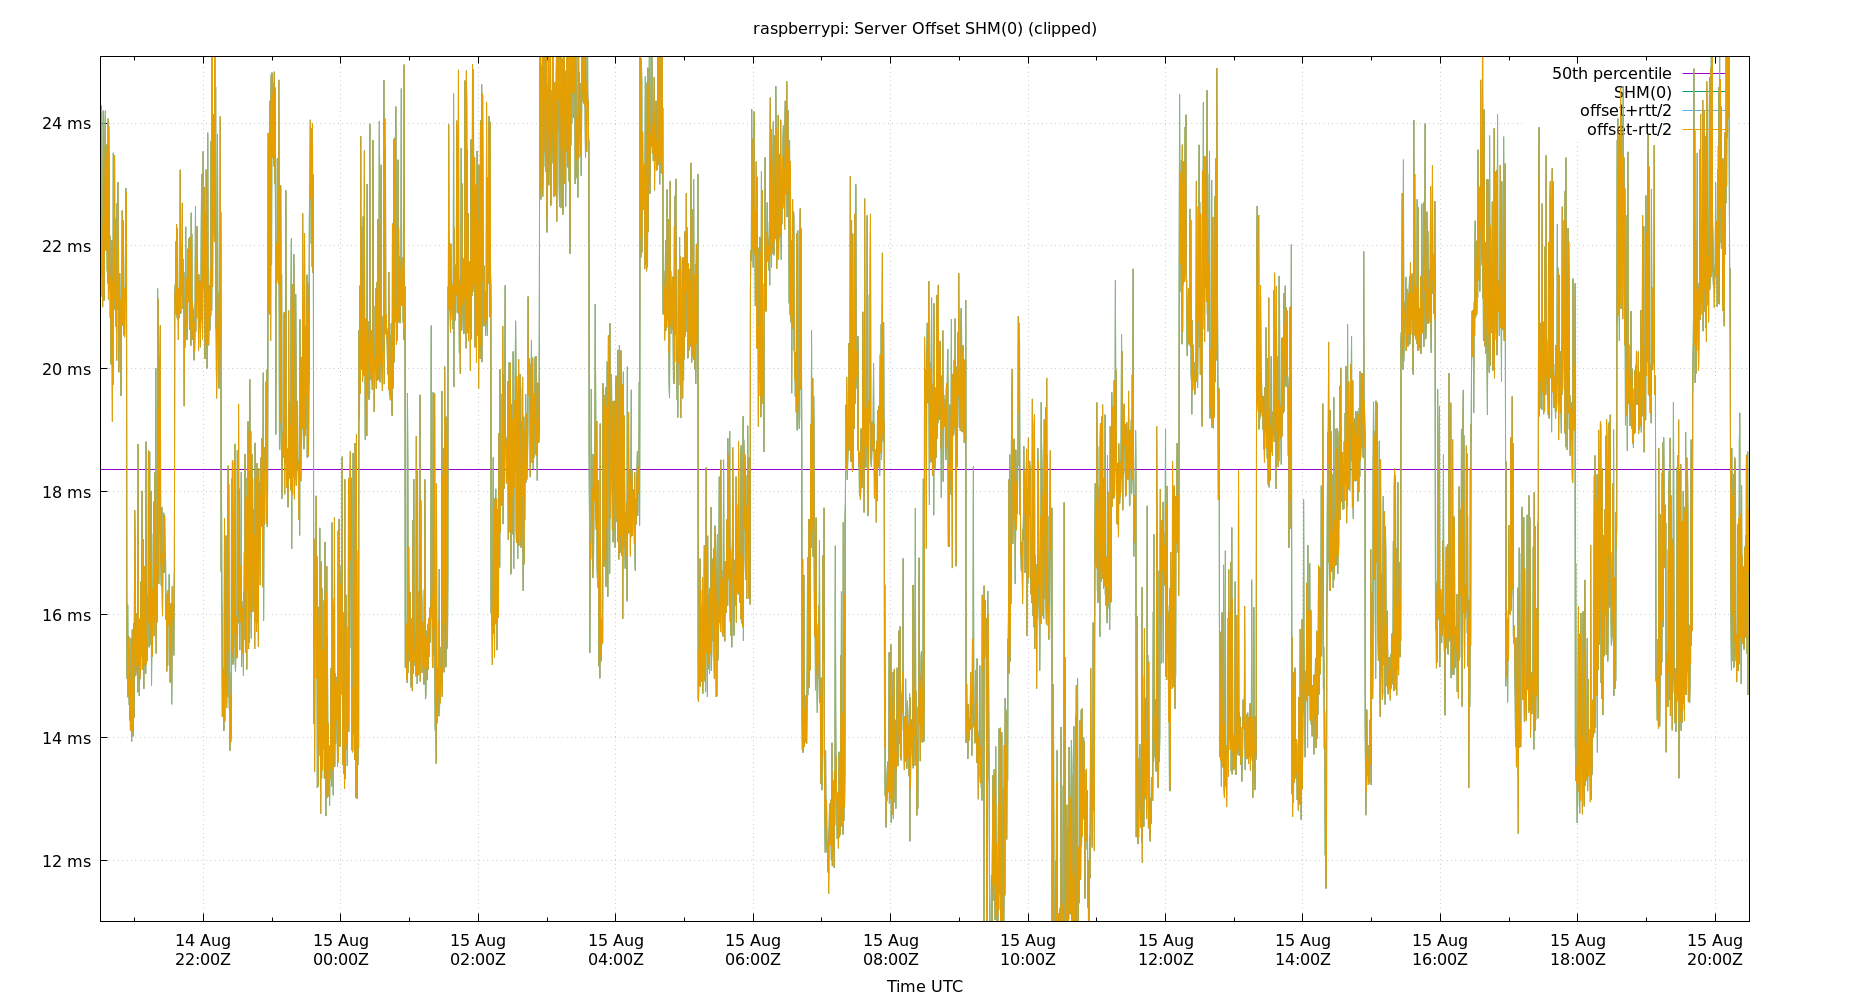 raspberrypi: Server Offset SHM(0) (clipped)
50th percentile
SHM(0)
offset+rtt/2
offset-rtt/2
24 ms
22 ms
20 ms
18 ms
16 ms
14 ms
12 ms
14 Aug 15 Aug 15 Aug 15 Aug 15 Aug 15 Aug 15 Aug 15 Aug 15 Aug 15 Aug 15 Aug 15 Aug
22:00Z 00:00Z 02:00Z 04:00Z 06:00Z 08:00Z 10:00Z 12:00Z 14:00Z 16:00Z 18:00Z 20:00Z
Time UTC